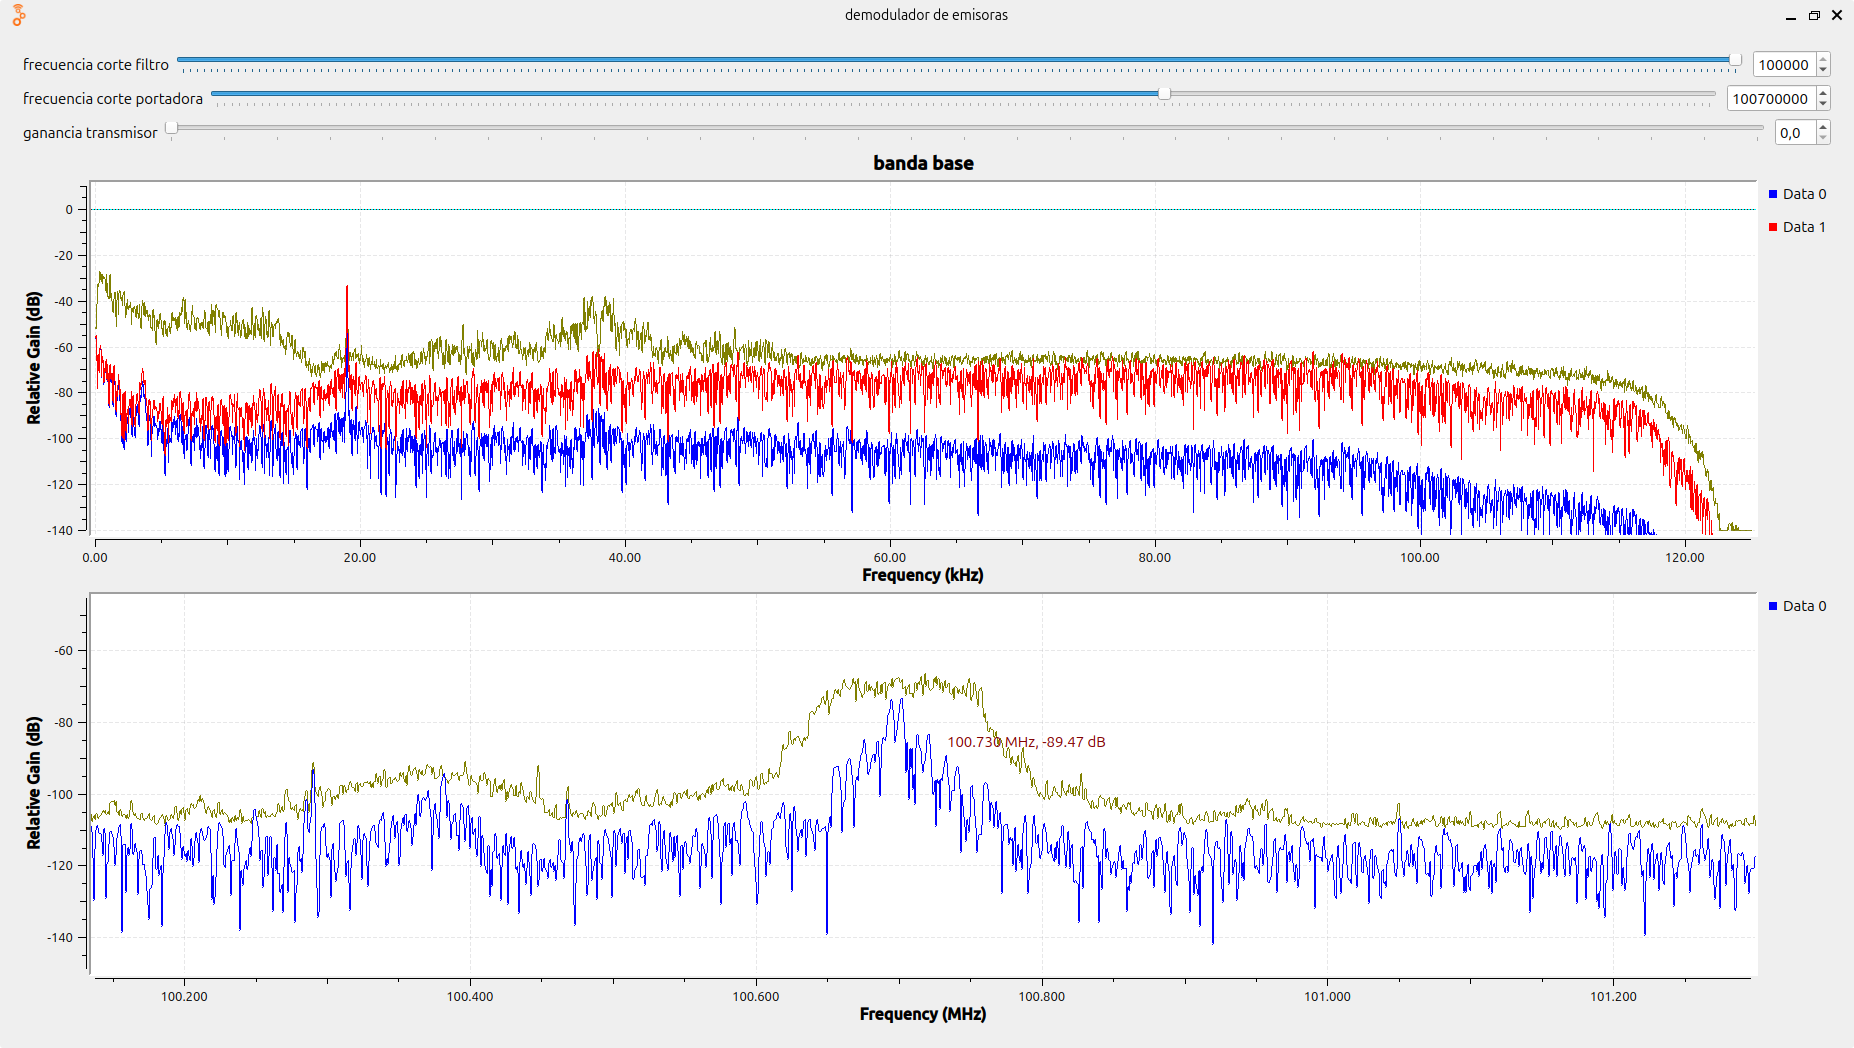 demodulador de emisoras
frecuencia corte filtro 100000
frecuencia corte portadora 100700000
ganancia transmisor 0,0
banda base
Relative Gain (dB)
0
-20
-40
-60
-80
-100
-120
-140
0.00 20.00 40.00 60.00 80.00 100.00 120.00
Frequency (kHz)
Data 0
Data 1
Relative Gain (dB)
-60
-80
-100
-120
-140
100.730 MHz, -89.47 dB
100.200 100.400 100.600 100.800 101.000 101.200
Frequency (MHz)
Data 0